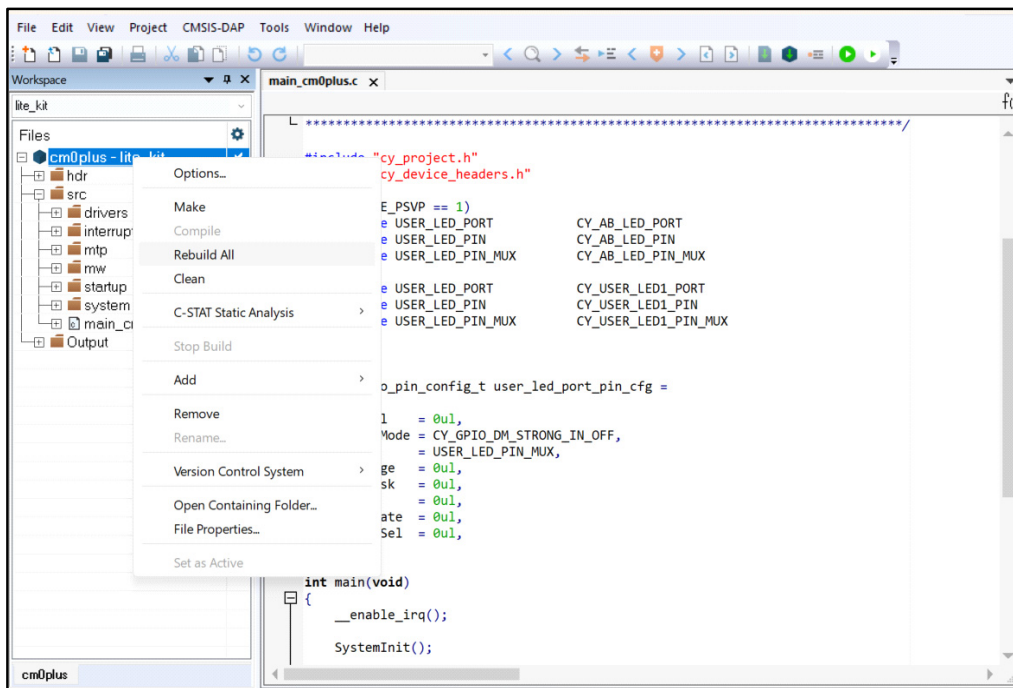 File Edit View Project CMSIS-DAP Tools Window Help
Workspace
main_cm0plus.c
lite_kit
Files
cm0plus - lite_kit
hdr
src
drivers
interrup
mtp
mw
startup
system
main_c
Output
Options...
Make
Compile
Rebuild All
Clean
C-STAT Static Analysis
Stop Build
Add
Remove
Rename...
Version Control System
Open Containing Folder...
File Properties...
Set as Active
*******************************************************************************/
#include "cy_project.h"
cy_device_headers.h"
E_PSVP == 1)
e USER_LED_PORT CY_AB_LED_PORT
e USER_LED_PIN CY_AB_LED_PIN
e USER_LED_PIN_MUX CY_AB_LED_PIN_MUX
e USER_LED_PORT CY_USER_LED1_PORT
e USER_LED_PIN CY_USER_LED1_PIN
e USER_LED_PIN_MUX CY_USER_LED1_PIN_MUX
o_pin_config_t user_led_port_pin_cfg =
l = 0ul,
Mode = CY_GPIO_DM_STRONG_IN_OFF,
= USER_LED_PIN_MUX,
ge = 0ul,
sk = 0ul,
= 0ul,
ate = 0ul,
Sel = 0ul,
int main(void)
{
__enable_irq();
SystemInit();
cm0plus